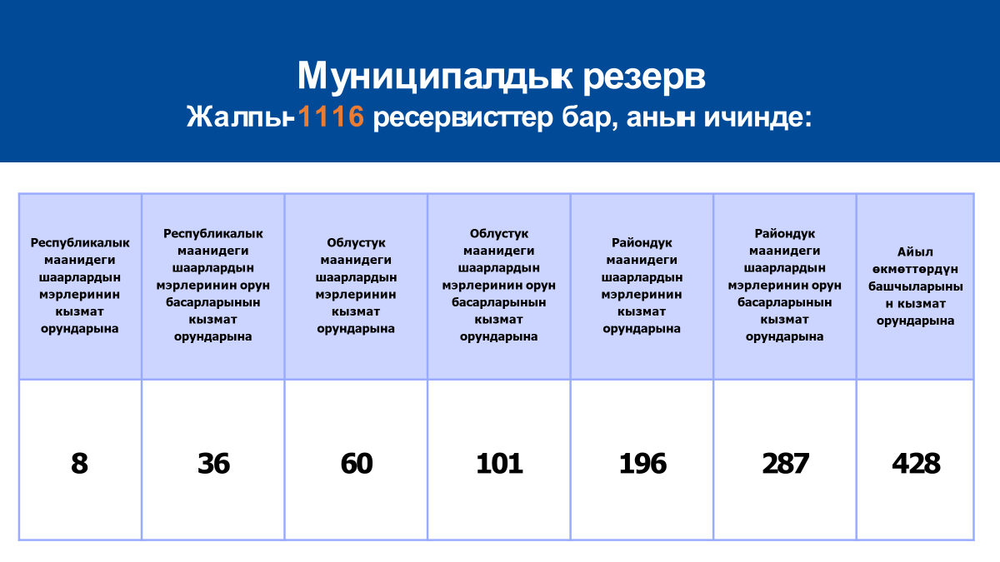 Муниципалдык резерв
Жалпы-1116 ресервисттер бар, анын ичинде:
Республикалык
маанидеги
шаарлардын
мэрлеринин
кызмат
орундарына
Республикалык
маанидеги
шаарлардын
мэрлеринин орун
басарларынын
кызмат
орундарына
Облустук
маанидеги
шаарлардын
мэрлеринин
кызмат
орундарына
Облустук
маанидеги
шаарлардын
мэрлеринин орун
басарларынын
кызмат
орундарына
Райондук
маанидеги
шаарлардын
мэрлеринин
кызмат
орундарына
Райондук
маанидеги
шаарлардын
мэрлеринин орун
басарларынын
кызмат
орундарына
Айыл
өкмөттөрдүн
башчыларыны
н кызмат
орундарына
8
36
60
101
196
287
428